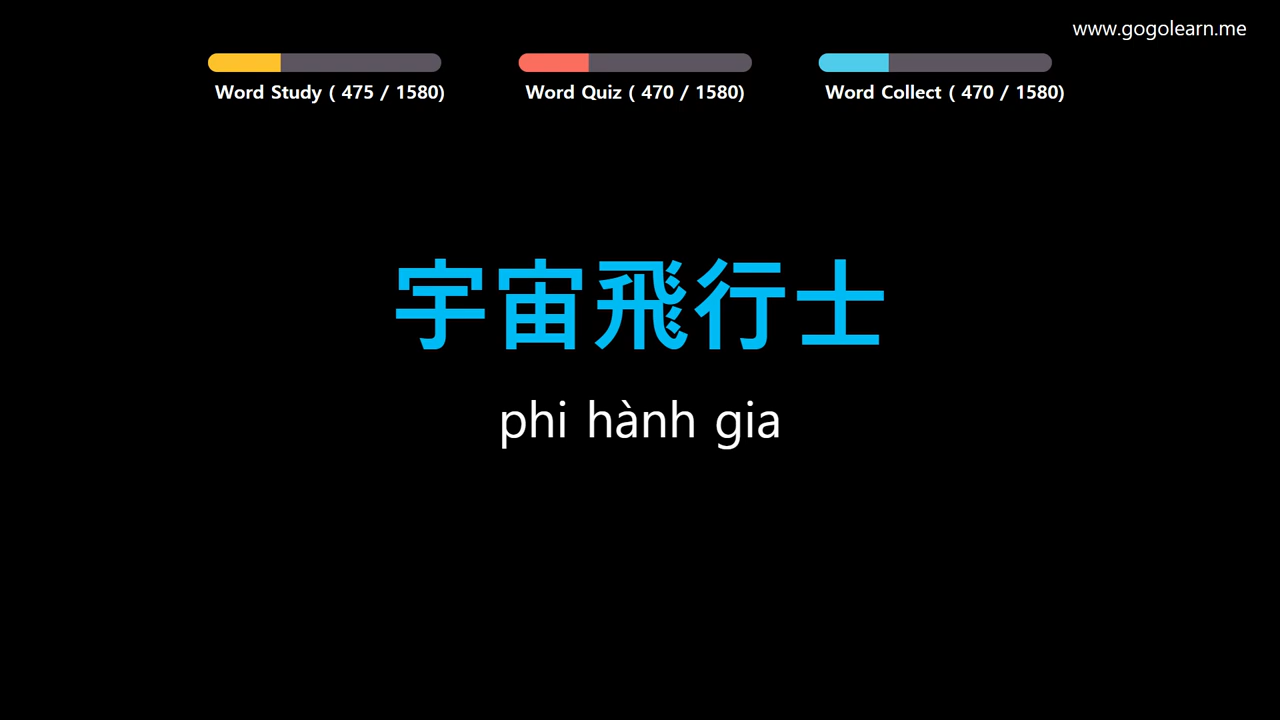 www.gogolearn.me
Word Study ( 475 / 1580)
Word Quiz ( 470 / 1580)
Word Collect ( 470 / 1580)
宇宙飛行士
phi hành gia